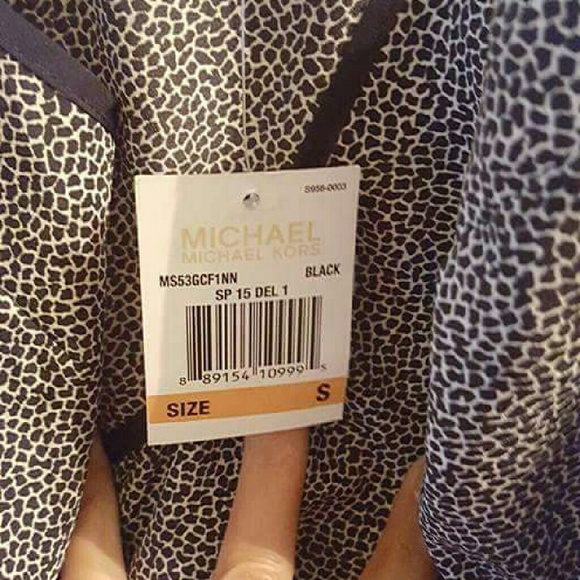 S958-0003
MICHAEL
MICHAEL KORS
MS53GCF1NN BLACK
SP 15 DEL 1
8 89154 10999 5
SIZE S